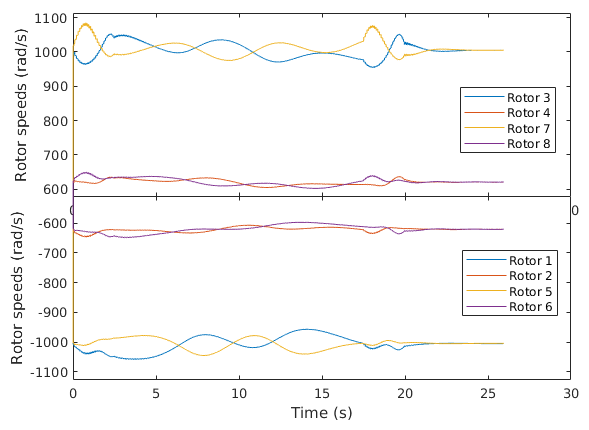 1100
1000
900
800
700
600
Rotor speeds (rad/s)
Rotor 3
Rotor 4
Rotor 7
Rotor 8
0
-600
-700
-800
-900
-1000
-1100
Rotor speeds (rad/s)
Rotor 1
Rotor 2
Rotor 5
Rotor 6
0 5 10 15 20 25 30
Time (s)